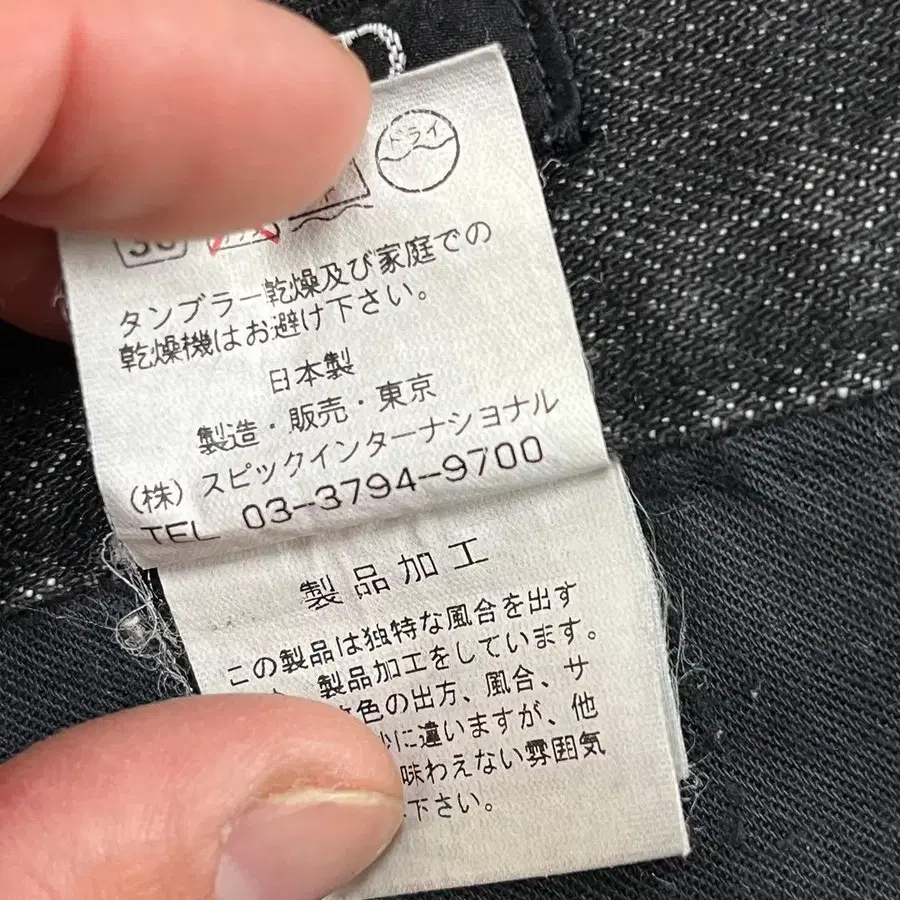 ドライ
30
タンブラー乾燥及び家庭での
乾燥機はお避け下さい。
日本製
製造・販売・東京
(株) スピックインターナショナル
TEL 03-3794-9700
製品加工
この製品は独特な風合を出す
製品加工をしています。
色の出方、風合、サ
に違いますが、他
味わえない雰囲気
下さい。